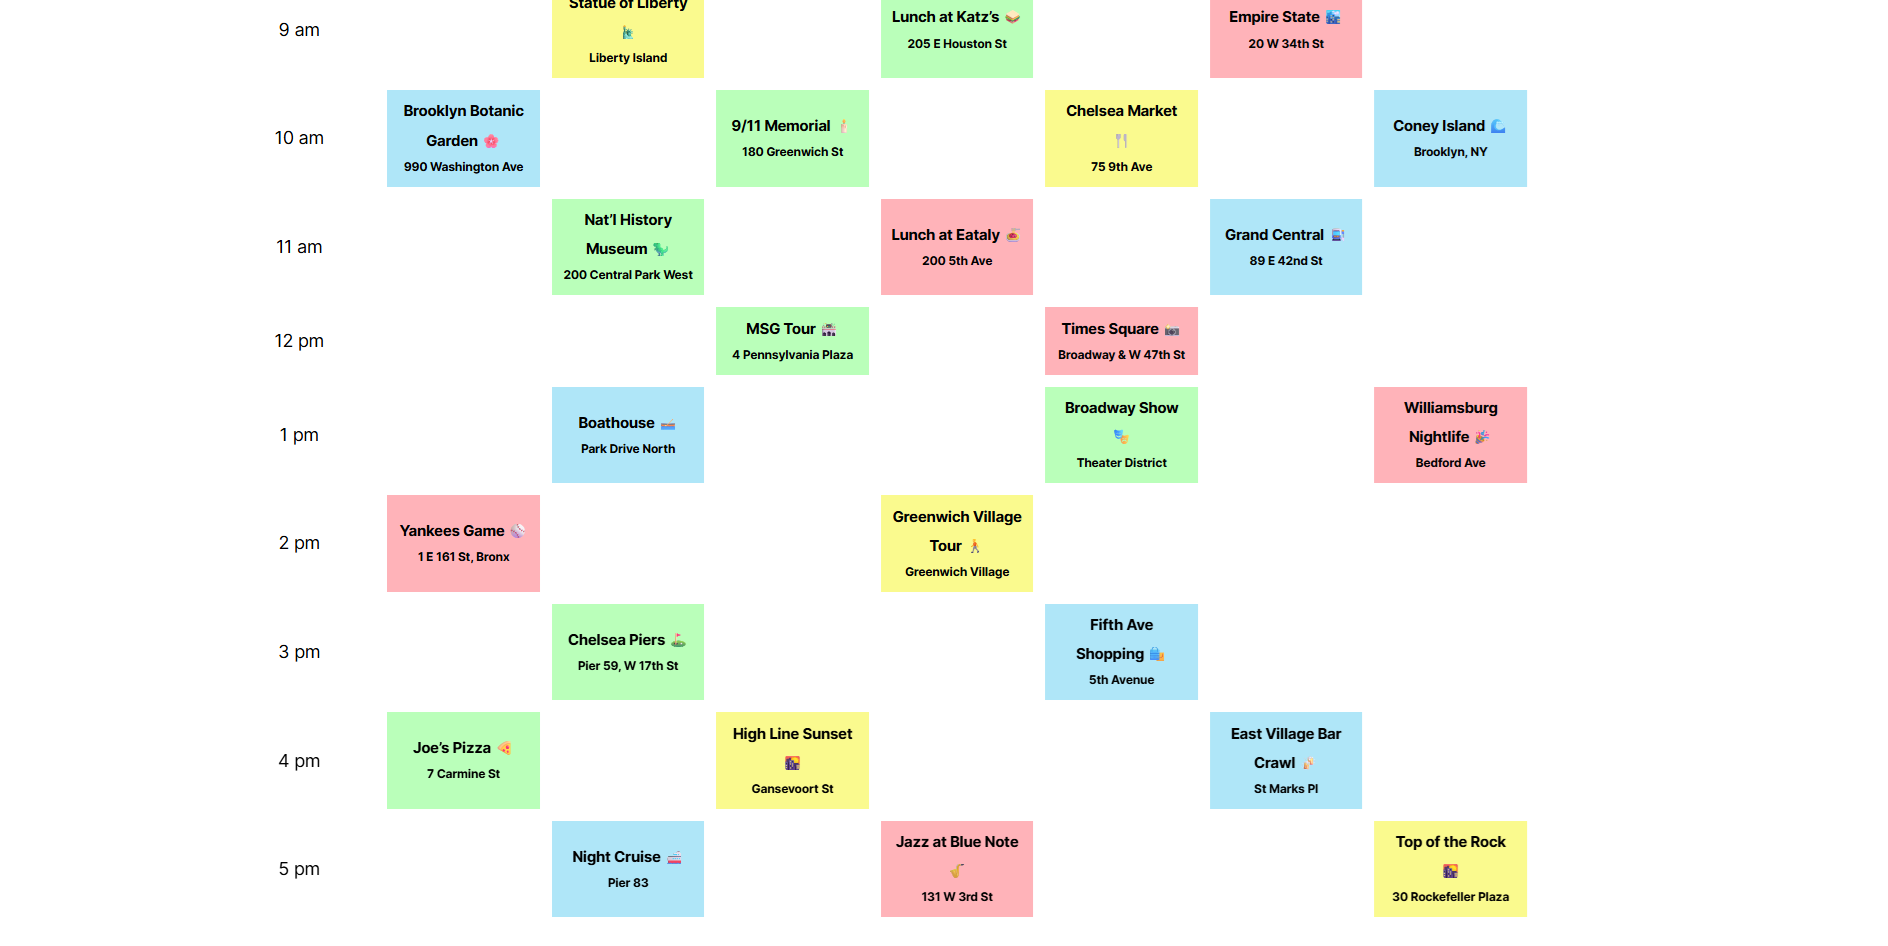 9 am
Statue of Liberty
🗽
Liberty Island
Lunch at Katz’s 🥪
205 E Houston St
Empire State 🌃
20 W 34th St
10 am
Brooklyn Botanic
Garden 🌸
990 Washington Ave
9/11 Memorial 🕯️
180 Greenwich St
Chelsea Market
🍴
75 9th Ave
Coney Island 🌊
Brooklyn, NY
11 am
Nat’l History
Museum 🦖
200 Central Park West
Lunch at Eataly 🍝
200 5th Ave
Grand Central 🚉
89 E 42nd St
12 pm
MSG Tour 🏟️
4 Pennsylvania Plaza
Times Square 📸
Broadway & W 47th St
1 pm
Boathouse 🛶
Park Drive North
Broadway Show
🎭
Theater District
Williamsburg
Nightlife 🎉
Bedford Ave
2 pm
Yankees Game ⚾
1 E 161 St, Bronx
Greenwich Village
Tour 🚶
Greenwich Village
3 pm
Chelsea Piers ⛳
Pier 59, W 17th St
Fifth Ave
Shopping 🛍️
5th Avenue
4 pm
Joe’s Pizza 🍕
7 Carmine St
High Line Sunset
🌇
Gansevoort St
East Village Bar
Crawl 🍻
St Marks Pl
5 pm
Night Cruise 🚢
Pier 83
Jazz at Blue Note
🎷
131 W 3rd St
Top of the Rock
🌇
30 Rockefeller Plaza